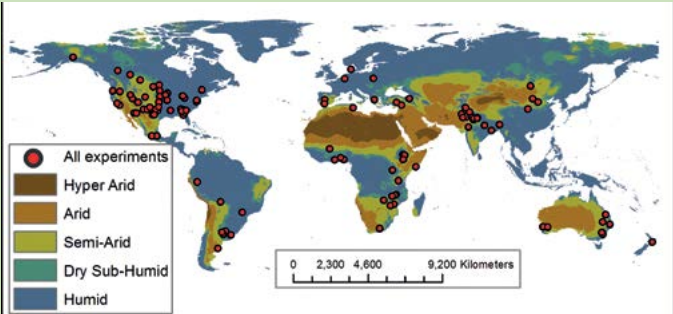 All experiments
Hyper Arid
Arid
Semi-Arid
Dry Sub-Humid
Humid
0 2,300 4,600 9,200 Kilometers